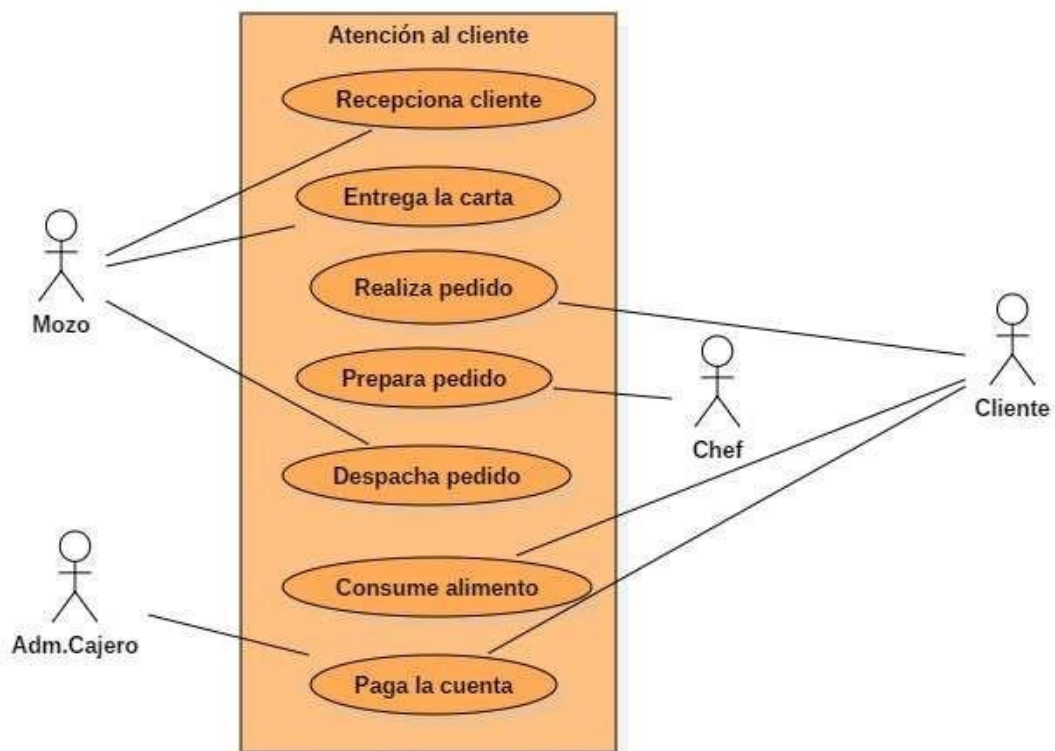 Atención al cliente
Recepciona cliente
Entrega la carta
Realiza pedido
Mozo
Prepara pedido
Cliente
Chef
Despacha pedido
Consume alimento
Adm.Cajero
Paga la cuenta